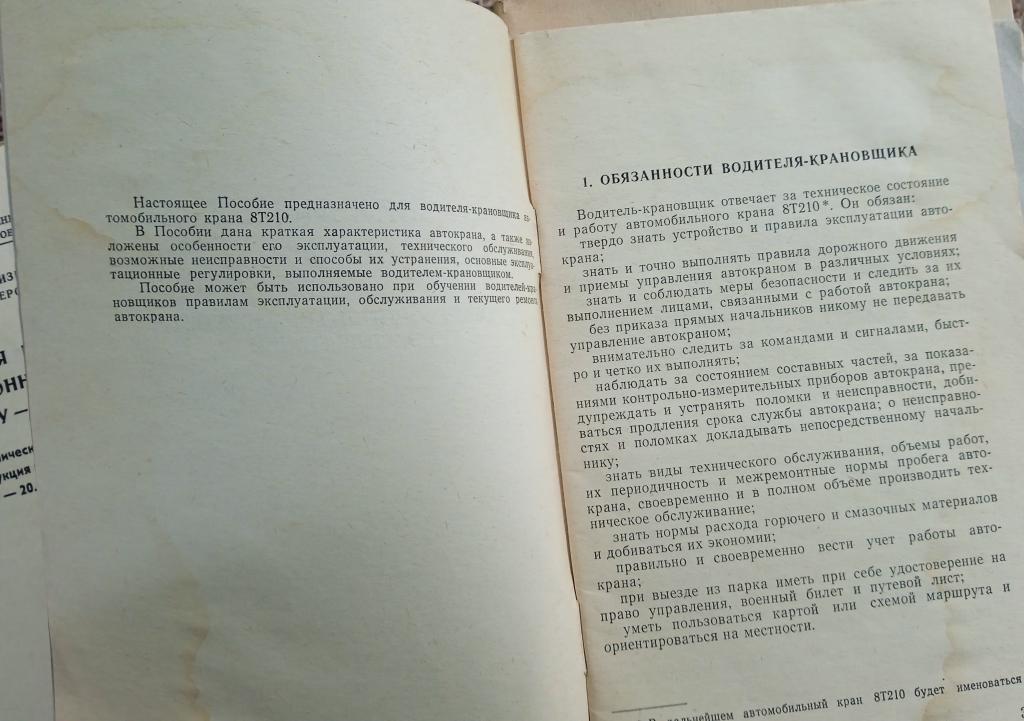 Настоящее Пособие предназначено для водителя-крановщика
томобильного крана 8Т210.
В Пособии дана краткая характеристика автокрана, а также
ложены особенности его эксплуатации, технического обслуживания,
возможные неисправности и способы их устранения, основные эксплуа-
тационные регулировки, выполняемые водителем-крановщиком.
Пособие может быть использовано при обучении водителей-кра-
новщиков правилам эксплуатации, обслуживания и текущего ремонта
автокрана.
У —
укция
— 20.
1. ОБЯЗАННОСТИ ВОДИТЕЛЯ-КРАНОВЩИКА
Водитель-крановщик отвечает за техническое состояние
и работу автомобильного крана 8Т210*. Он обязан:
твердо знать устройство и правила эксплуатации авто-
крана;
знать и точно выполнять правила дорожного движения
и приемы управления автокраном в различных условиях;
знать и соблюдать меры безопасности и следить за их
выполнением лицами, связанными с работой автокрана;
без приказа прямых начальников никому не передавать
управление автокраном;
внимательно следить за командами и сигналами, быст-
ро и четко их выполнять;
наблюдать за состоянием составных частей, за показа-
ниями контрольно-измерительных приборов автокрана, пре-
дупреждать и устранять поломки и неисправности, доби-
ваться продления срока службы автокрана; о неисправно-
стях и поломках докладывать непосредственному началь-
нику;
знать виды технического обслуживания, объемы работ,
их периодичность и межремонтные нормы пробега авто-
крана, своевременно и в полном объеме производить тех-
ническое обслуживание;
знать нормы расхода горючего и смазочных материалов
и добиваться их экономии;
правильно и своевременно вести учет работы авто-
крана;
при выезде из парка иметь при себе удостоверение на
право управления, военный билет и путевой лист;
уметь пользоваться картой или схемой маршрута и
ориентироваться на местности.
дальнейшем автомобильный кран 8Т210 будет именоваться